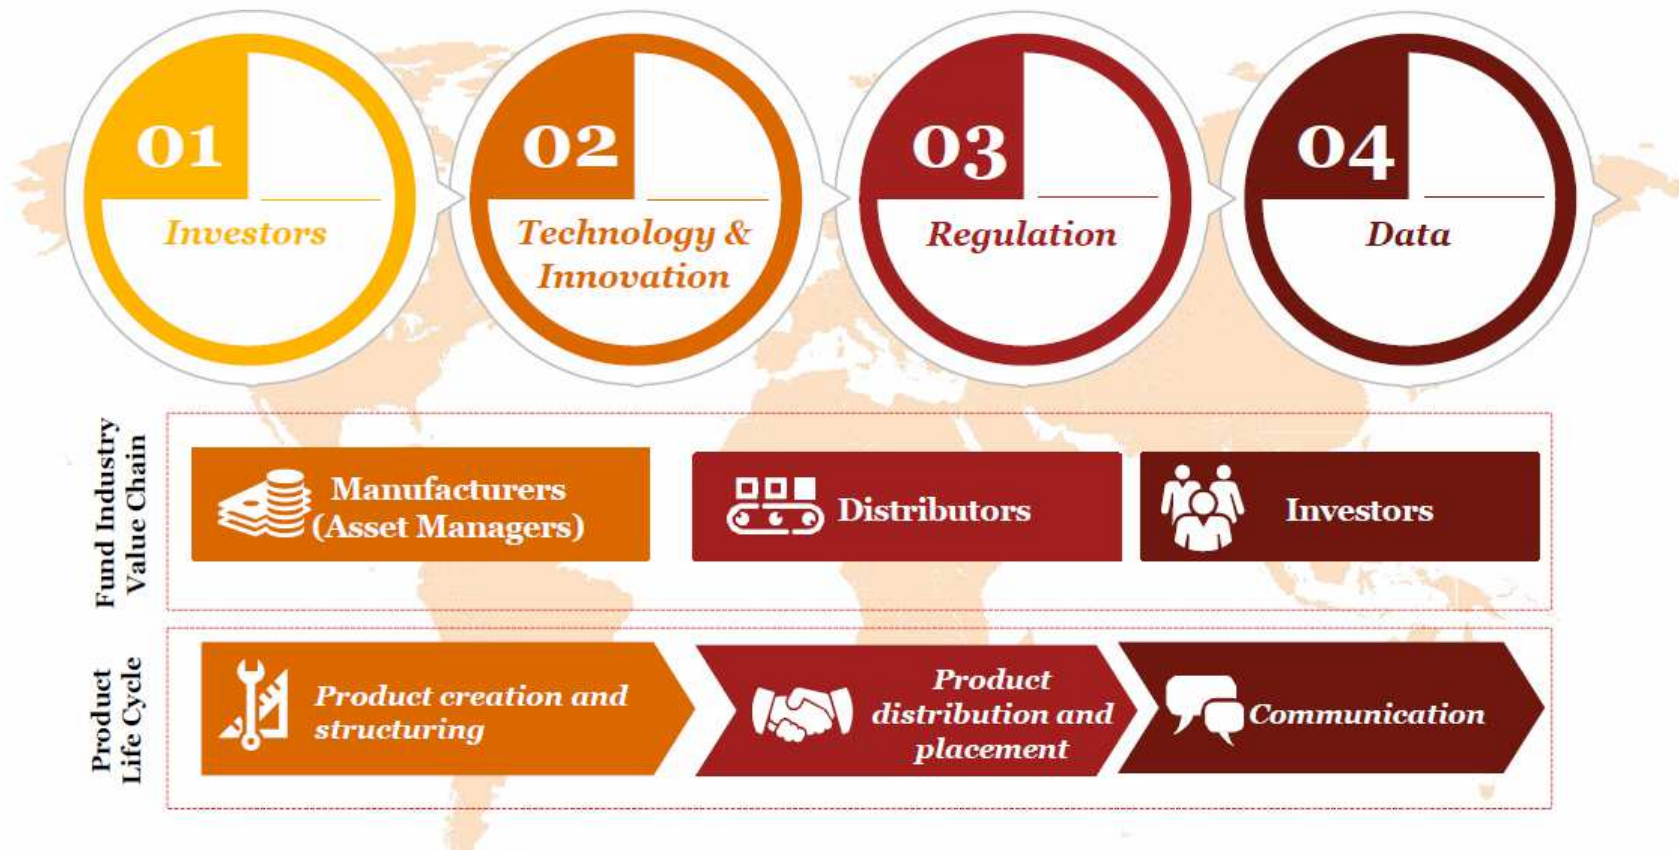 01
Investors
02
Technology &
Innovation
03
Regulation
04
Data
Fund Industry
Value Chain
Manufacturers
(Asset Managers)
Distributors
Investors
Product
Life Cycle
Product creation and
structuring
Product
distribution and
placement
Communication